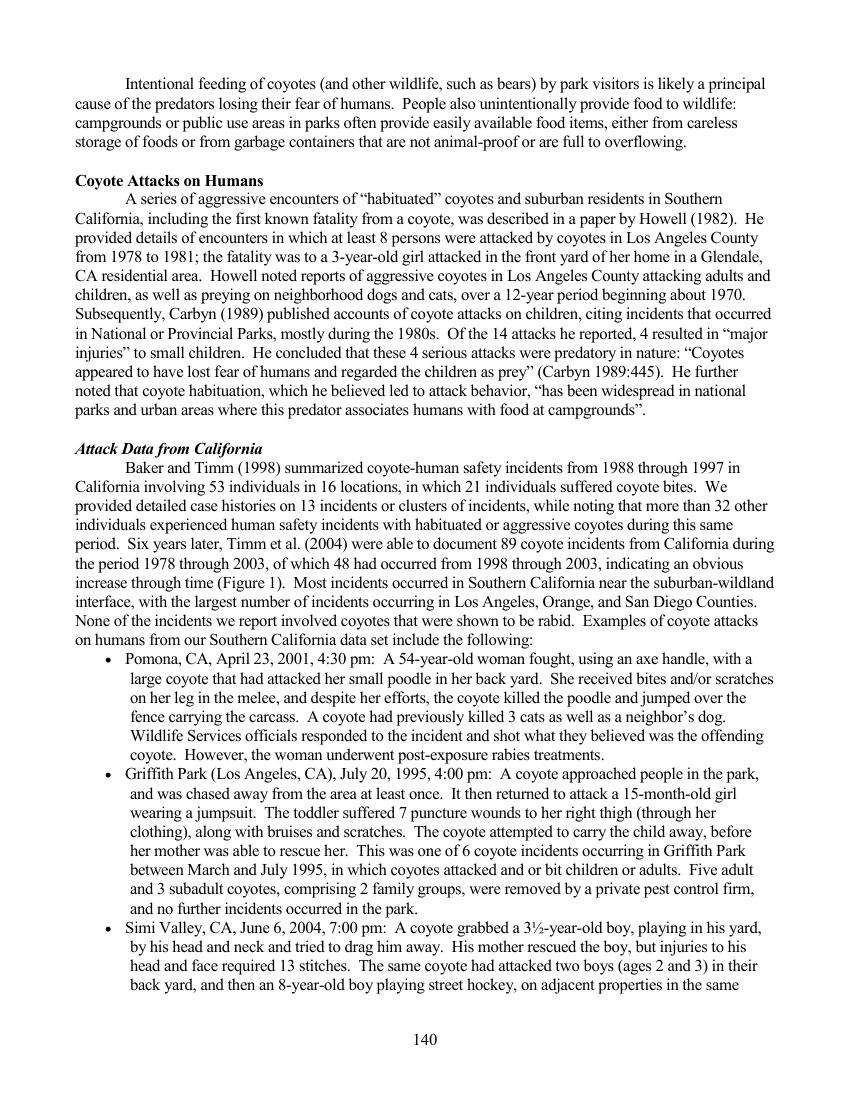 Intentional feeding of coyotes (and other wildlife, such as bears) by park visitors is likely a principal
cause of the predators losing their fear of humans.  People also unintentionally provide food to wildlife:
campgrounds or public use areas in parks often provide easily available food items, either from careless
storage of foods or from garbage containers that are not animal-proof or are full to overflowing.
Coyote Attacks on Humans
A series of aggressive encounters of “habituated” coyotes and suburban residents in Southern
California, including the first known fatality from a coyote, was described in a paper by Howell (1982).  He
provided details of encounters in which at least 8 persons were attacked by coyotes in Los Angeles County
from 1978 to 1981; the fatality was to a 3-year-old girl attacked in the front yard of her home in a Glendale,
CA residential area.  Howell noted reports of aggressive coyotes in Los Angeles County attacking adults and
children, as well as preying on neighborhood dogs and cats, over a 12-year period beginning about 1970.
Subsequently, Carbyn (1989) published accounts of coyote attacks on children, citing incidents that occurred
in National or Provincial Parks, mostly during the 1980s.  Of the 14 attacks he reported, 4 resulted in “major
injuries” to small children.  He concluded that these 4 serious attacks were predatory in nature: “Coyotes
appeared to have lost fear of humans and regarded the children as prey” (Carbyn 1989:445).  He further
noted that coyote habituation, which he believed led to attack behavior, “has been widespread in national
parks and urban areas where this predator associates humans with food at campgrounds”.
Attack Data from California
Baker and Timm (1998) summarized coyote-human safety incidents from 1988 through 1997 in
California involving 53 individuals in 16 locations, in which 21 individuals suffered coyote bites.  We
provided detailed case histories on 13 incidents or clusters of incidents, while noting that more than 32 other
individuals experienced human safety incidents with habituated or aggressive coyotes during this same
period.  Six years later, Timm et al. (2004) were able to document 89 coyote incidents from California during
the period 1978 through 2003, of which 48 had occurred from 1998 through 2003, indicating an obvious
increase through time (Figure 1).  Most incidents occurred in Southern California near the suburban-wildland
interface, with the largest number of incidents occurring in Los Angeles, Orange, and San Diego Counties.
None of the incidents we report involved coyotes that were shown to be rabid.  Examples of coyote attacks
on humans from our Southern California data set include the following:
• Pomona, CA, April 23, 2001, 4:30 pm:  A 54-year-old woman fought, using an axe handle, with a
large coyote that had attacked her small poodle in her back yard.  She received bites and/or scratches
on her leg in the melee, and despite her efforts, the coyote killed the poodle and jumped over the
fence carrying the carcass.  A coyote had previously killed 3 cats as well as a neighbor’s dog.
Wildlife Services officials responded to the incident and shot what they believed was the offending
coyote.  However, the woman underwent post-exposure rabies treatments.
• Griffith Park (Los Angeles, CA), July 20, 1995, 4:00 pm:  A coyote approached people in the park,
and was chased away from the area at least once.  It then returned to attack a 15-month-old girl
wearing a jumpsuit.  The toddler suffered 7 puncture wounds to her right thigh (through her
clothing), along with bruises and scratches.  The coyote attempted to carry the child away, before
her mother was able to rescue her.  This was one of 6 coyote incidents occurring in Griffith Park
between March and July 1995, in which coyotes attacked and or bit children or adults.  Five adult
and 3 subadult coyotes, comprising 2 family groups, were removed by a private pest control firm,
and no further incidents occurred in the park.
• Simi Valley, CA, June 6, 2004, 7:00 pm:  A coyote grabbed a 3½-year-old boy, playing in his yard,
by his head and neck and tried to drag him away.  His mother rescued the boy, but injuries to his
head and face required 13 stitches.  The same coyote had attacked two boys (ages 2 and 3) in their
back yard, and then an 8-year-old boy playing street hockey, on adjacent properties in the same
140